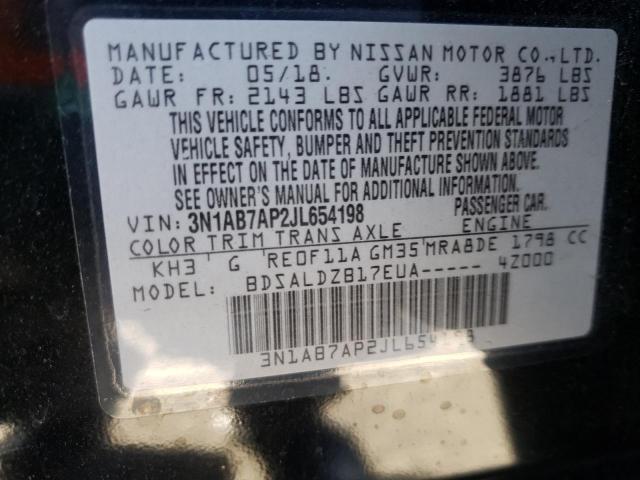 MANUFACTURED BY NISSAN MOTOR CO.,LTD.
DATE: 05/18. GVWR: 3876 LBS
GAWR FR: 2143 LBS GAWR RR: 1881 LBS
THIS VEHICLE CONFORMS TO ALL APPLICABLE FEDERAL MOTOR
VEHICLE SAFETY, BUMPER AND THEFT PREVENTION STANDARDS
IN EFFECT ON THE DATE OF MANUFACTURE SHOWN ABOVE.
SEE OWNER'S MANUAL FOR ADDITIONAL INFORMATION.
VIN: 3N1AB7AP2JL654198 PASSENGER CAR.
COLOR TRIM TRANS AXLE ENGINE
KH3 G RE0F11A GM35 MRA8DE 1798 CC
MODEL: BDSALDZB17EUA----- 4Z000
3N1AB7AP2JL654198